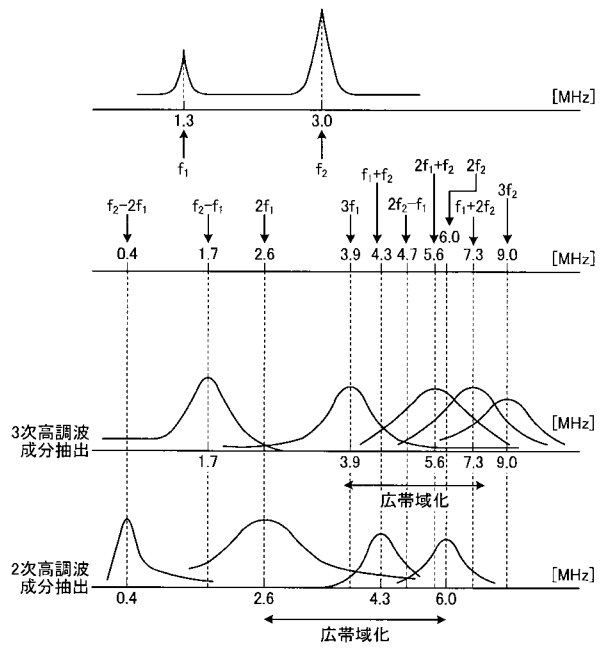 [MHz]
1.3 3.0
f₁ f₂
f₂-2f₁ f₂-f₁ 2f₁ 3f₁ f₁+f₂ 2f₂-f₁ 2f₁+f₂ 2f₂ f₁+2f₂ 3f₂
6.0
0.4 1.7 2.6 3.9 4.3 4.7 5.6 7.3 9.0 [MHz]
3次高調波
成分抽出
[MHz]
1.7 3.9 5.6 7.3 9.0
広帯域化
2次高調波
成分抽出
[MHz]
0.4 2.6 4.3 6.0
広帯域化